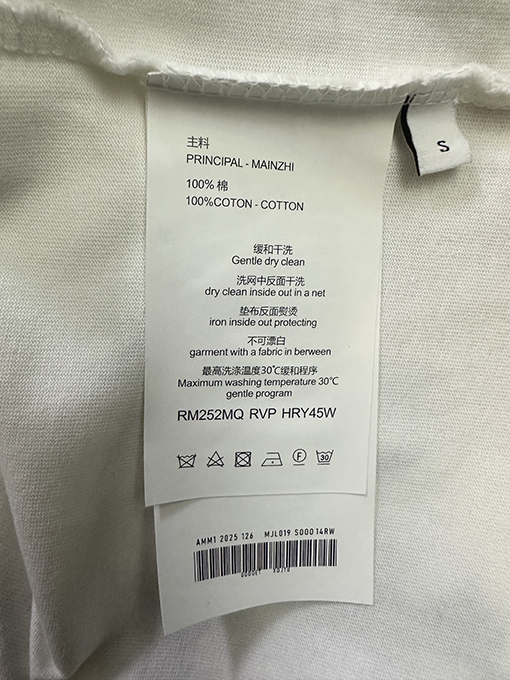 S
主料
PRINCIPAL - MAINZHI
100% 棉
100%COTON - COTTON
缓和干洗
Gentle dry clean
洗网中反面干洗
dry clean inside out in a net
垫布反面熨烫
iron inside out protecting
不可漂白
garment with a fabric in berween
最高洗涤温度30℃缓和程序
Maximum washing temperature 30℃
gentle program
RM252MQ RVP HRY45W
F
30
AMM1 2025 126 MJL019 S000 14RW